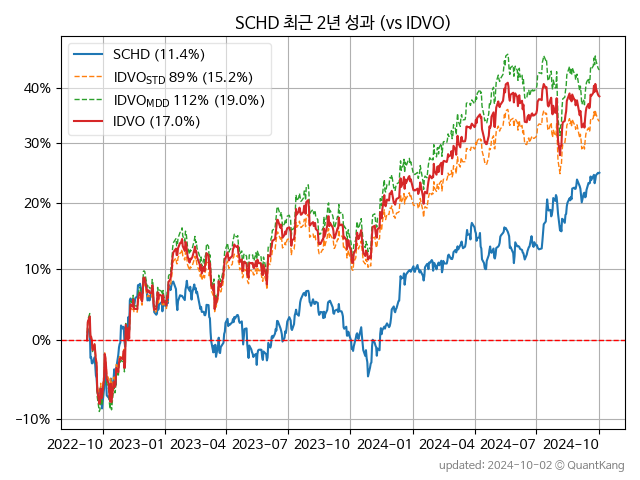 SCHD 최근 2년 성과 (vs IDVO)
SCHD (11.4%)
IDVO_STD 89% (15.2%)
IDVO_MDD 112% (19.0%)
IDVO (17.0%)
40%
30%
20%
10%
0%
−10%
2022−10 2023−01 2023−04 2023−07 2023−10 2024−01 2024−04 2024−07 2024−10
updated: 2024-10-02 © QuantKang